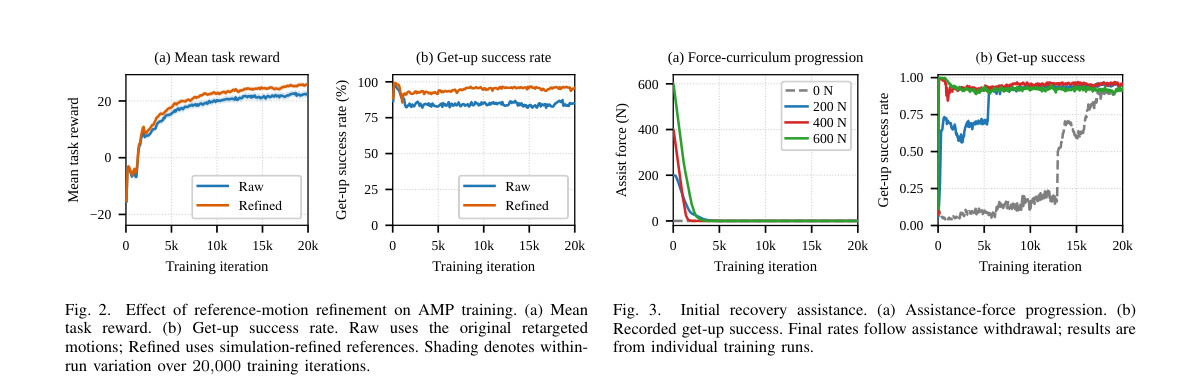 (a) Mean task reward
Mean task reward
20
0
−20
0
5k
10k
15k
20k
Training iteration
Raw
Refined
(b) Get-up success rate
Get-up success rate (%)
100
75
50
25
0
0
5k
10k
15k
20k
Training iteration
Raw
Refined
Fig. 2. Effect of reference-motion refinement on AMP training. (a) Mean
task reward. (b) Get-up success rate. Raw uses the original retargeted
motions; Refined uses simulation-refined references. Shading denotes within-
run variation over 20,000 training iterations.
(a) Force-curriculum progression
Assist force (N)
600
400
200
0
0
5k
10k
15k
20k
Training iteration
0 N
200 N
400 N
600 N
(b) Get-up success
Get-up success rate
1.00
0.75
0.50
0.25
0.00
0
5k
10k
15k
20k
Training iteration
Fig. 3. Initial recovery assistance. (a) Assistance-force progression. (b)
Recorded get-up success. Final rates follow assistance withdrawal; results are
from individual training runs.